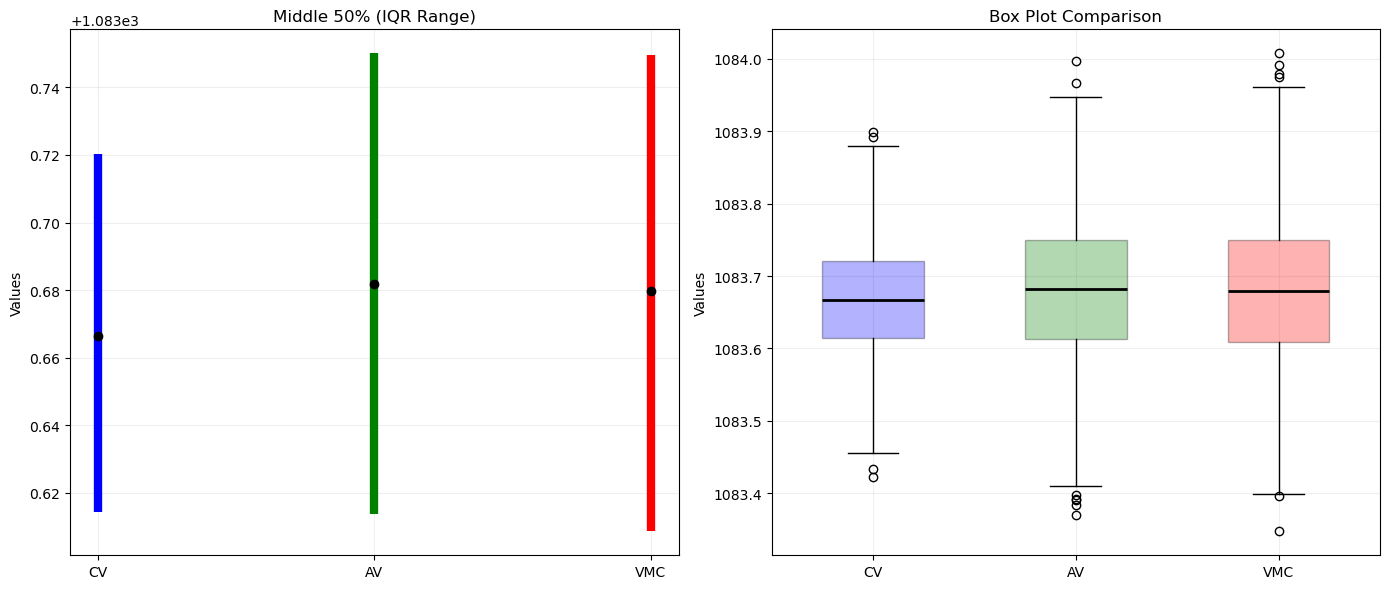 Middle 50% (IQR Range)
+1.083e3
Values
0.74
0.72
0.70
0.68
0.66
0.64
0.62
CV
AV
VMC
Box Plot Comparison
Values
1084.0
1083.9
1083.8
1083.7
1083.6
1083.5
1083.4
CV
AV
VMC